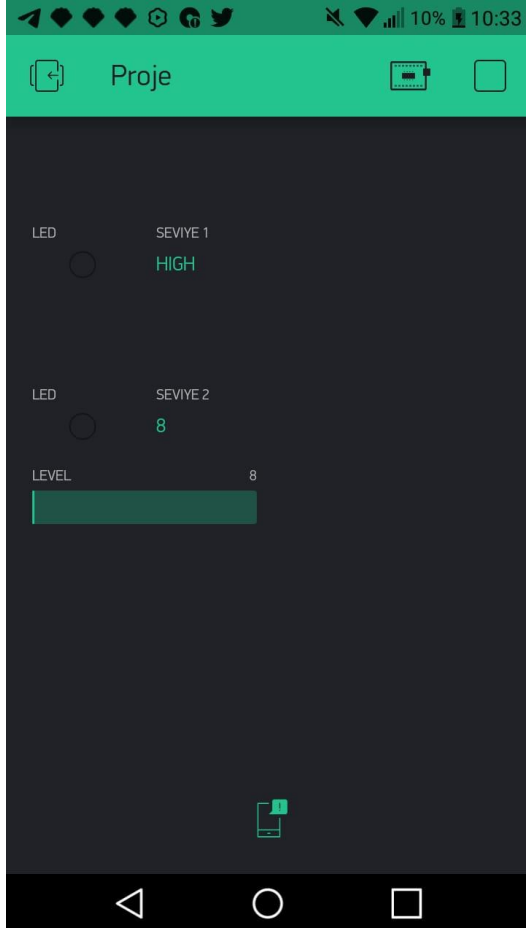 10% 10:33
Proje
LED SEVIYE 1
HIGH
LED SEVIYE 2
8
LEVEL 8